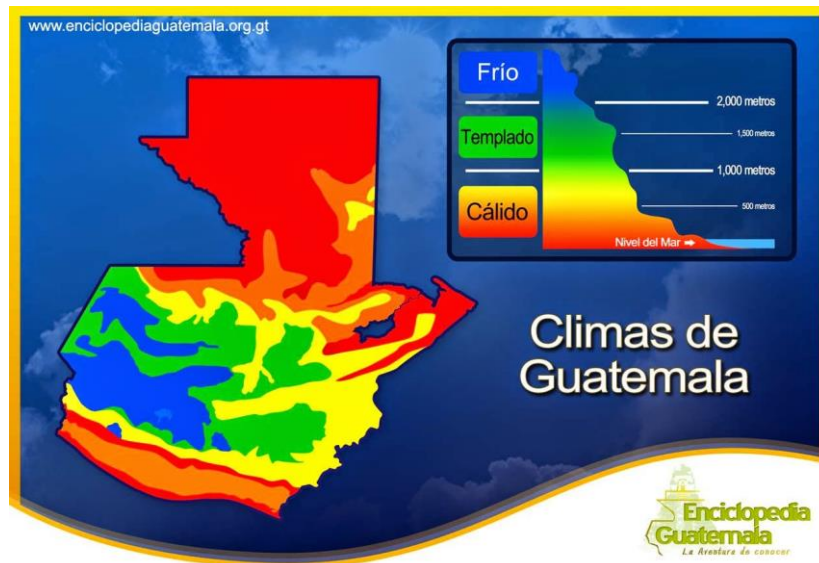 www.enciclopediaguatemala.org.gt
Frío
2,000 metros
Templado
1,500 metros
1,000 metros
Cálido
500 metros
Nivel del Mar ➡
Climas de
Guatemala
Enciclopedia
Guatemala
La Aventura de conocer